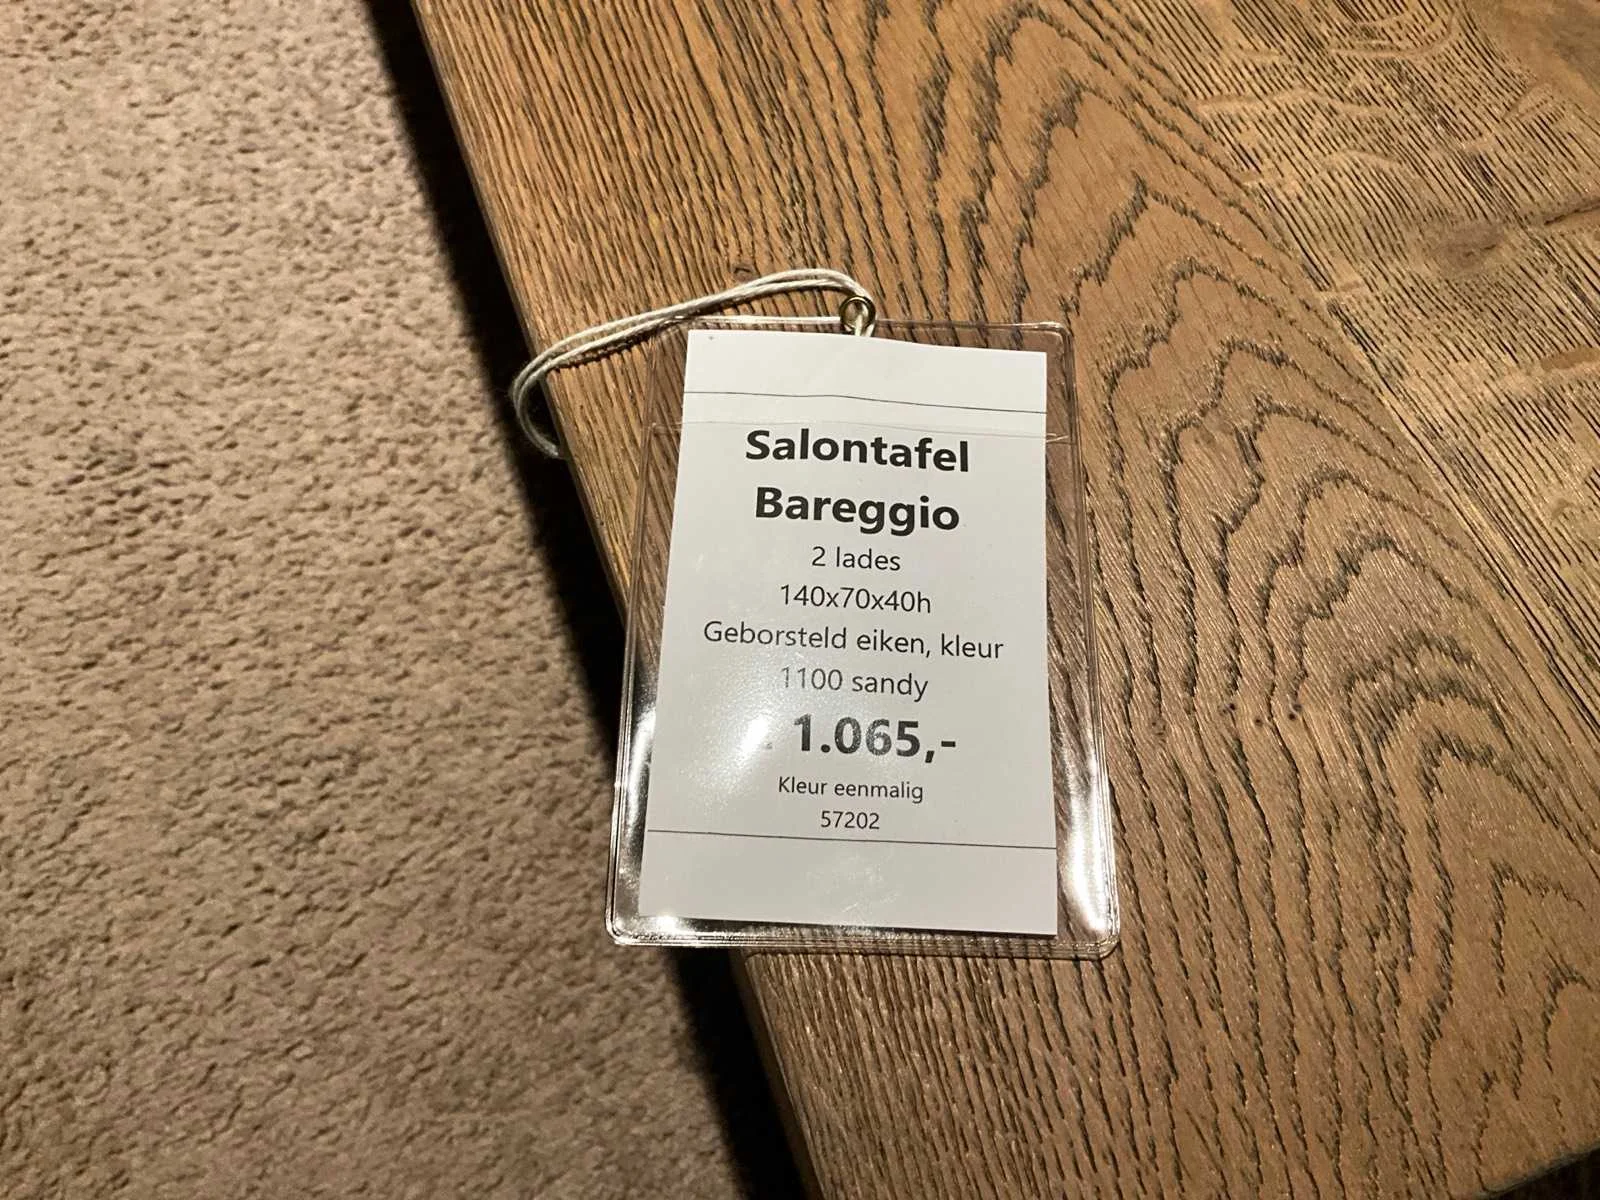 Salontafel
Bareggio
2 lades
140x70x40h
Geborsteld eiken, kleur
1100 sandy
1.065,-
Kleur eenmalig
57202